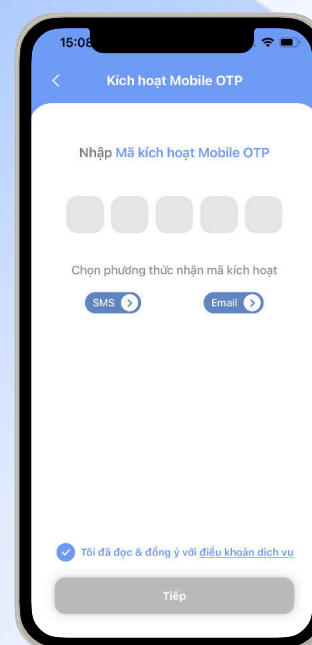 15:08
Kích hoạt Mobile OTP
Nhập Mã kích hoạt Mobile OTP
Chọn phương thức nhận mã kích hoạt
SMS
Email
Tôi đã đọc & đồng ý với điều khoản dịch vụ
Tiếp